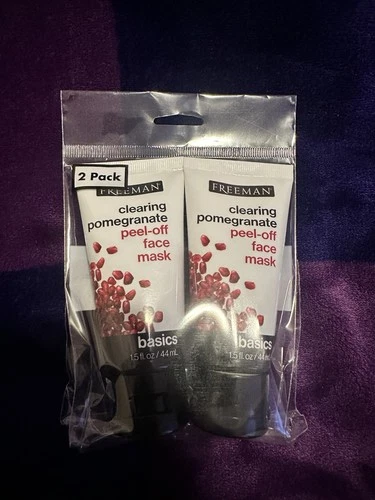 2 Pack
FREEMAN
clearing
pomegranate
peel-off
face
mask
basics
1.5 fl. oz / 44 mL
FREEMAN
clearing
pomegranate
peel-off
face
mask
basics
1.5 fl. oz / 44 mL